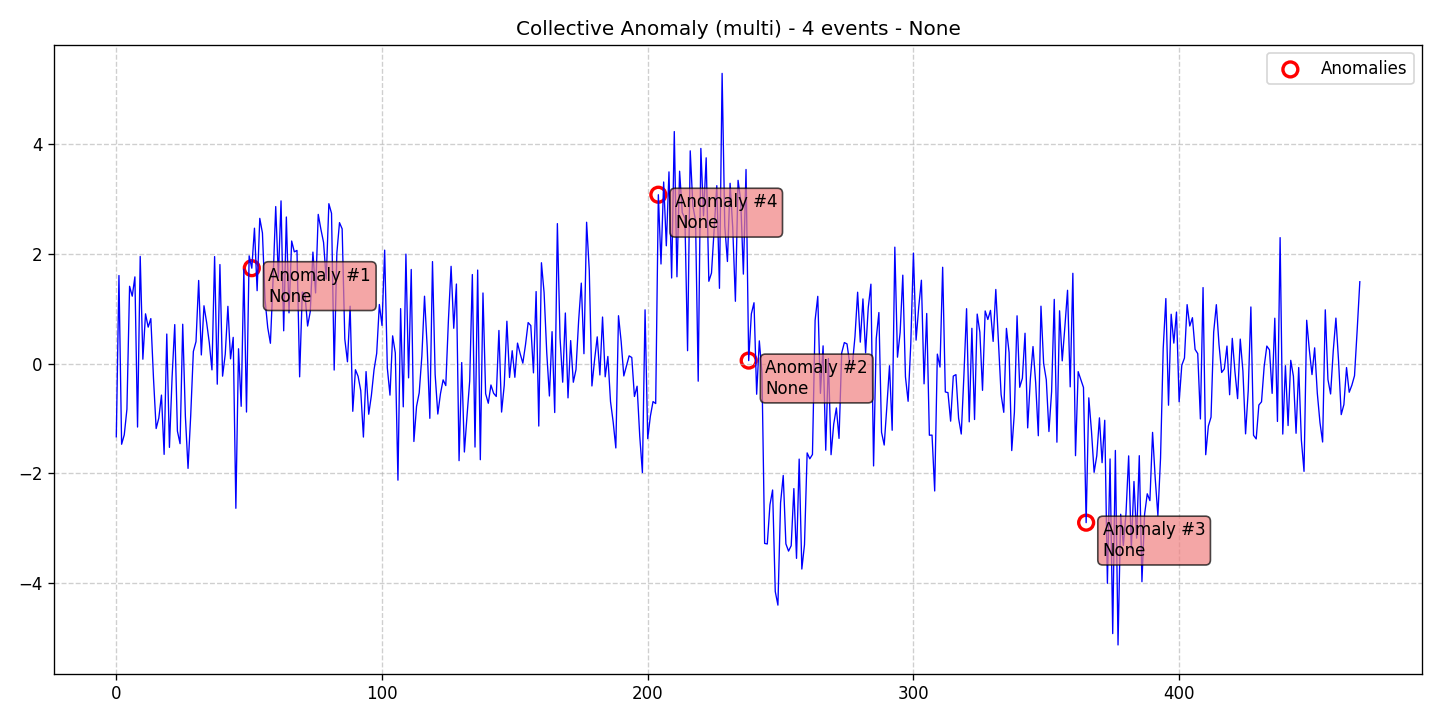 Collective Anomaly (multi) - 4 events - None
Anomalies
Anomaly #4
None
Anomaly #1
None
Anomaly #2
None
Anomaly #3
None
4
2
0
−2
−4
0
100
200
300
400